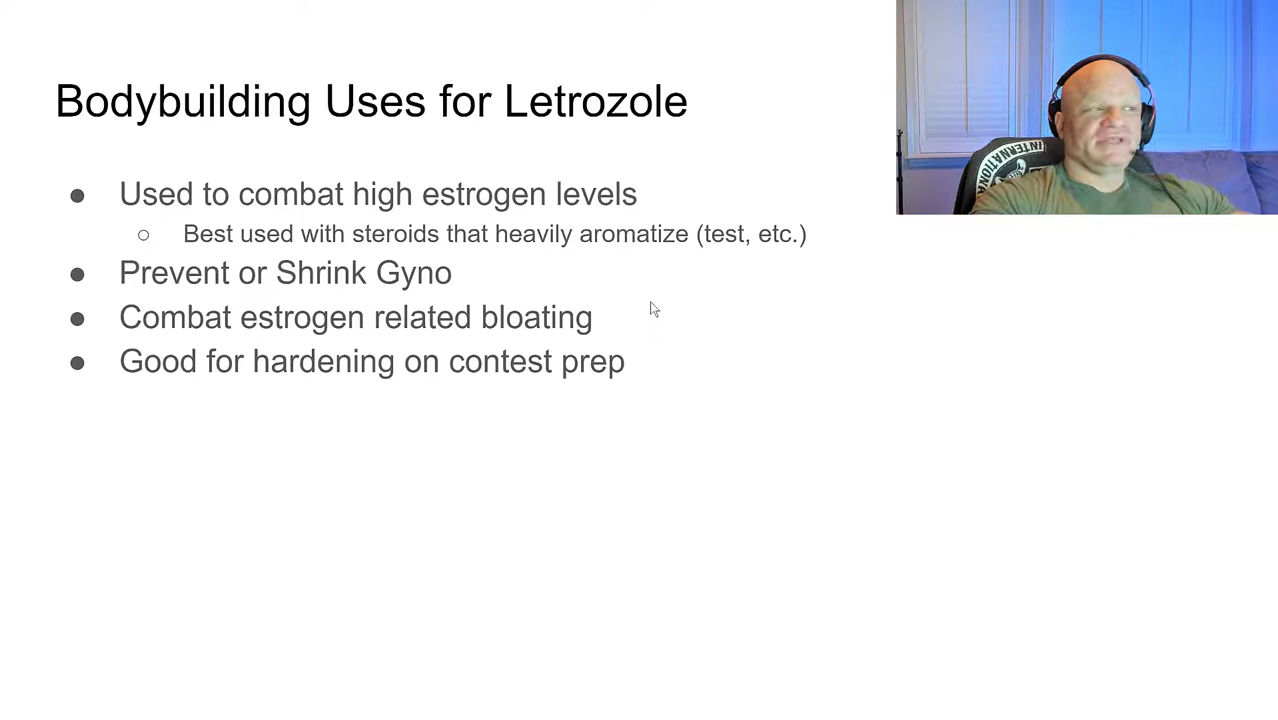 Bodybuilding Uses for Letrozole
● Used to combat high estrogen levels
○ Best used with steroids that heavily aromatize (test, etc.)
● Prevent or Shrink Gyno
● Combat estrogen related bloating
● Good for hardening on contest prep
INTERNATIONAL